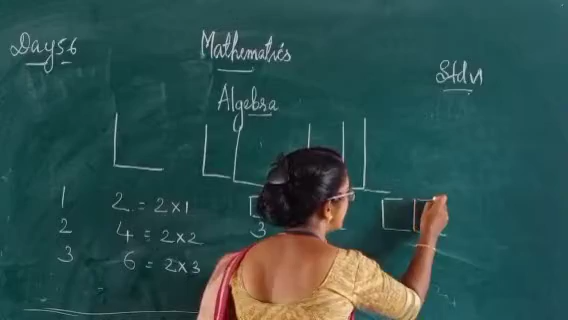 Day 56
Mathematics
Std VI
Algebra
1 2 = 2×1
2 4 = 2×2
3 6 = 2×3
3